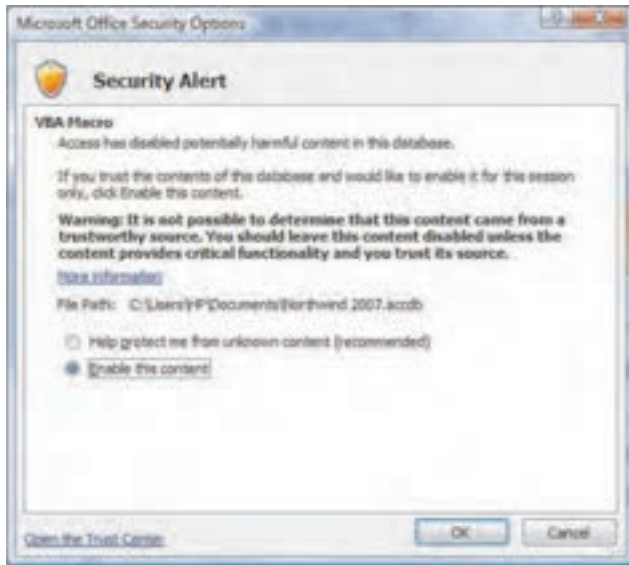 Microsoft Office Security Options
Security Alert
VBA Macro
Access has disabled potentially harmful content in this database.
If you trust the contents of this database and would like to enable it for this session
only, click Enable this content.
Warning: It is not possible to determine that this content came from a
trustworthy source. You should leave this content disabled unless the
content provides critical functionality and you trust its source.
More information
File Path: C:\Users\HP\Documents\Northwind 2007.accdb
Help protect me from unknown content (recommended)
Enable this content
Open the Trust Center
OK
Cancel